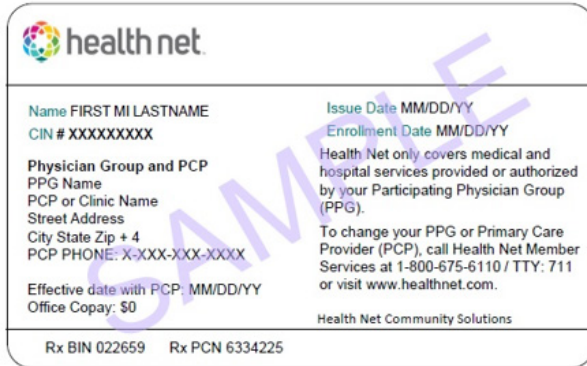 health net.
Name FIRST MI LASTNAME
CIN # XXXXXXXXX
Physician Group and PCP
PPG Name
PCP or Clinic Name
Street Address
City State Zip + 4
PCP PHONE: X-XXX-XXX-XXXX
Effective date with PCP: MM/DD/YY
Office Copay: $0
Issue Date MM/DD/YY
Enrollment Date MM/DD/YY
Health Net only covers medical and
hospital services provided or authorized
by your Participating Physician Group
(PPG).
To change your PPG or Primary Care
Provider (PCP), call Health Net Member
Services at 1-800-675-6110 / TTY: 711
or visit www.healthnet.com.
Health Net Community Solutions
Rx BIN 022659 Rx PCN 6334225
SAMPLE